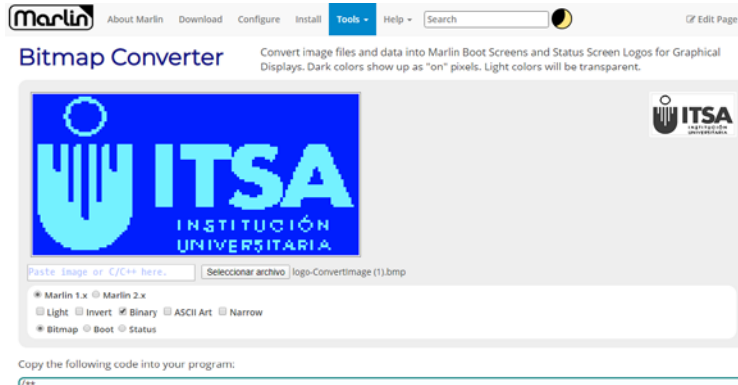 Marlin About Marlin Download Configure Install Tools Help Search Edit Page
Bitmap Converter
Convert image files and data into Marlin Boot Screens and Status Screen Logos for Graphical
Displays. Dark colors show up as "on" pixels. Light colors will be transparent.
ITSA
INSTITUCIÓN
UNIVERSITARIA
ITSA
Paste image or C/C++ here. Seleccionar archivo logo-ConvertImage (1).bmp
Marlin 1.x Marlin 2.x
Light Invert Binary ASCII Art Narrow
Bitmap Boot Status
Copy the following code into your program:
/**